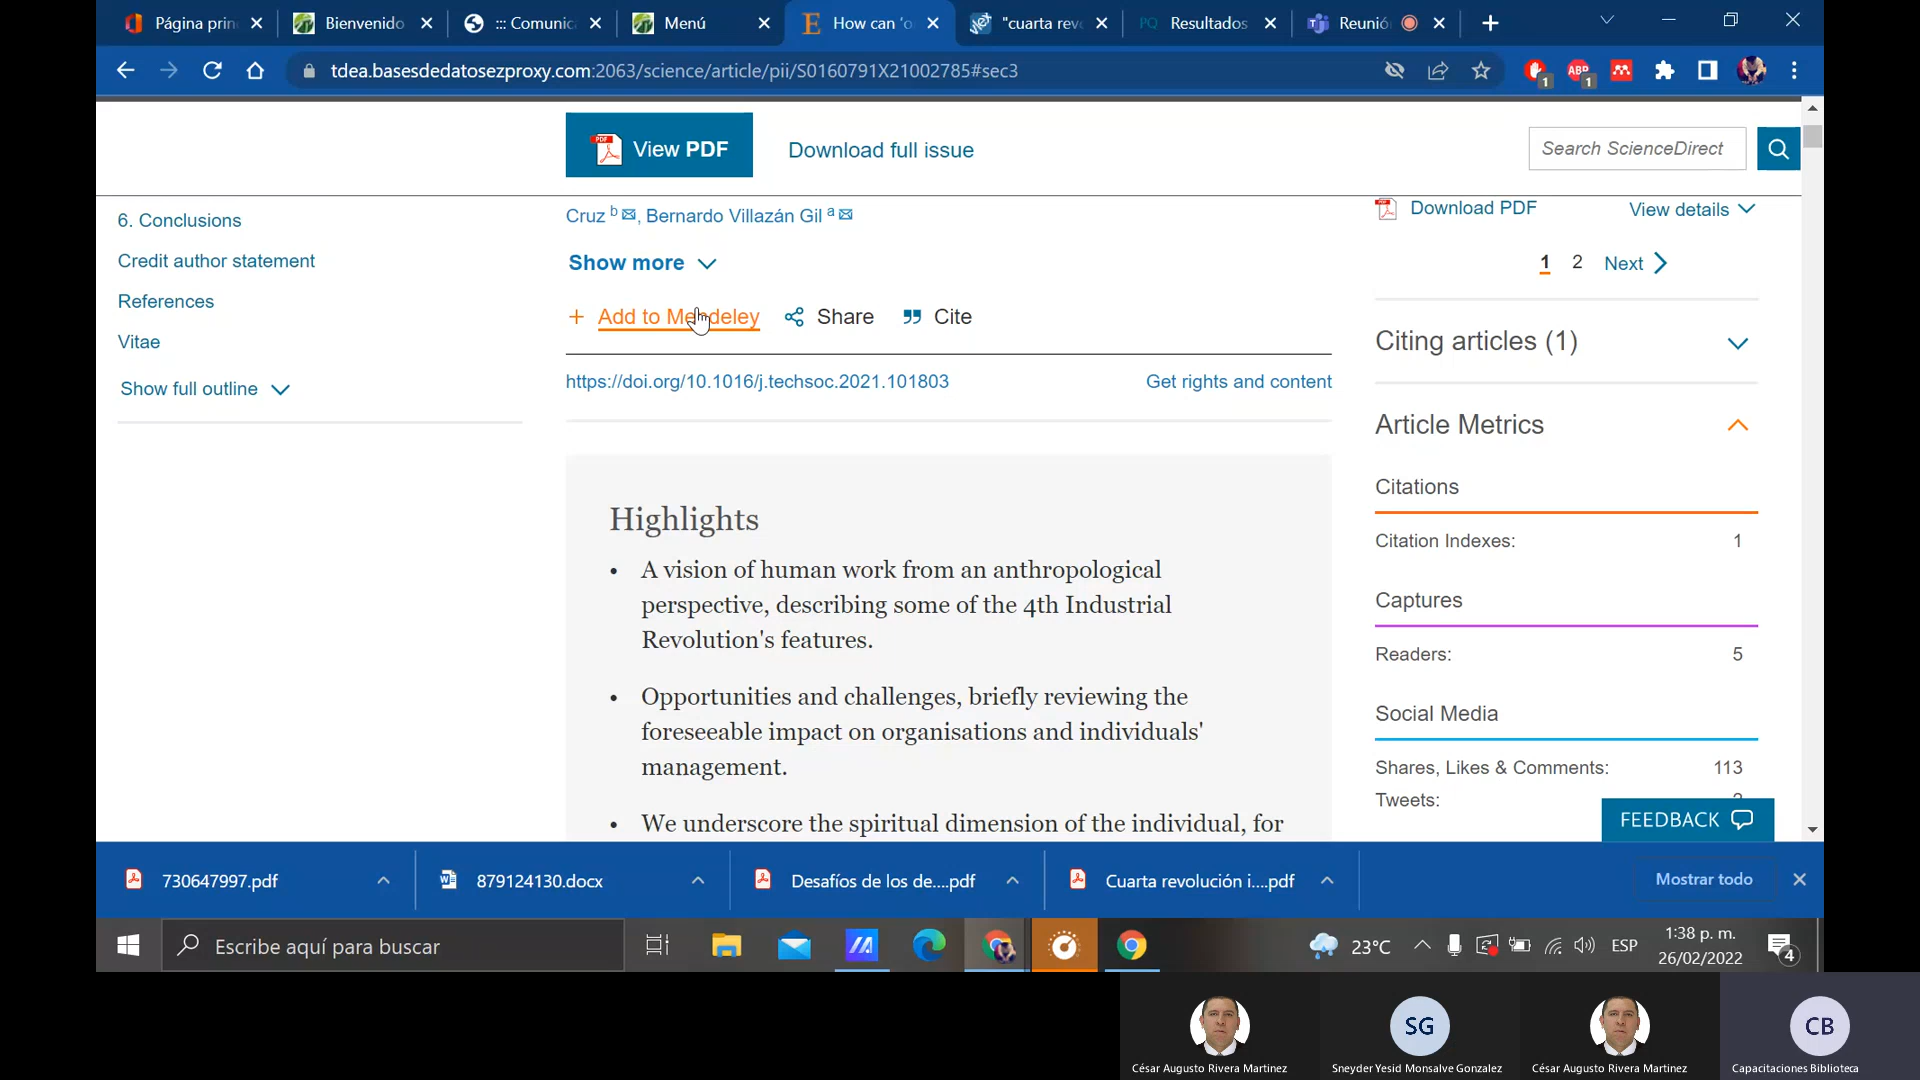 Página prin
Bienvenido
::: Comunica
Menú
How can 'o
"cuarta rev
PQ Resultados
Reunió
tdea.basesdedatosezproxy.com:2063/science/article/pii/S0160791X21002785#sec3
ABP
1
1
View PDF
Download full issue
Search ScienceDirect
6. Conclusions
Credit author statement
References
Vitae
Show full outline
Cruz b, Bernardo Villazán Gil a
Show more
+ Add to Mendeley
Share
Cite
https://doi.org/10.1016/j.techsoc.2021.101803
Get rights and content
Highlights
• A vision of human work from an anthropological
perspective, describing some of the 4th Industrial
Revolution's features.
• Opportunities and challenges, briefly reviewing the
foreseeable impact on organisations and individuals'
management.
• We underscore the spiritual dimension of the individual, for
Download PDF
View details
1 2 Next
Citing articles (1)
Article Metrics
Citations
Citation Indexes: 1
Captures
Readers: 5
Social Media
Shares, Likes & Comments: 113
Tweets:
FEEDBACK
730647997.pdf
879124130.docx
Desafíos de los de....pdf
Cuarta revolución i....pdf
Mostrar todo
Escribe aquí para buscar
23°C
ESP
1:38 p. m.
26/02/2022
4
SG
CB
César Augusto Rivera Martinez
Sneyder Yesid Monsalve Gonzalez
César Augusto Rivera Martinez
Capacitaciones Biblioteca